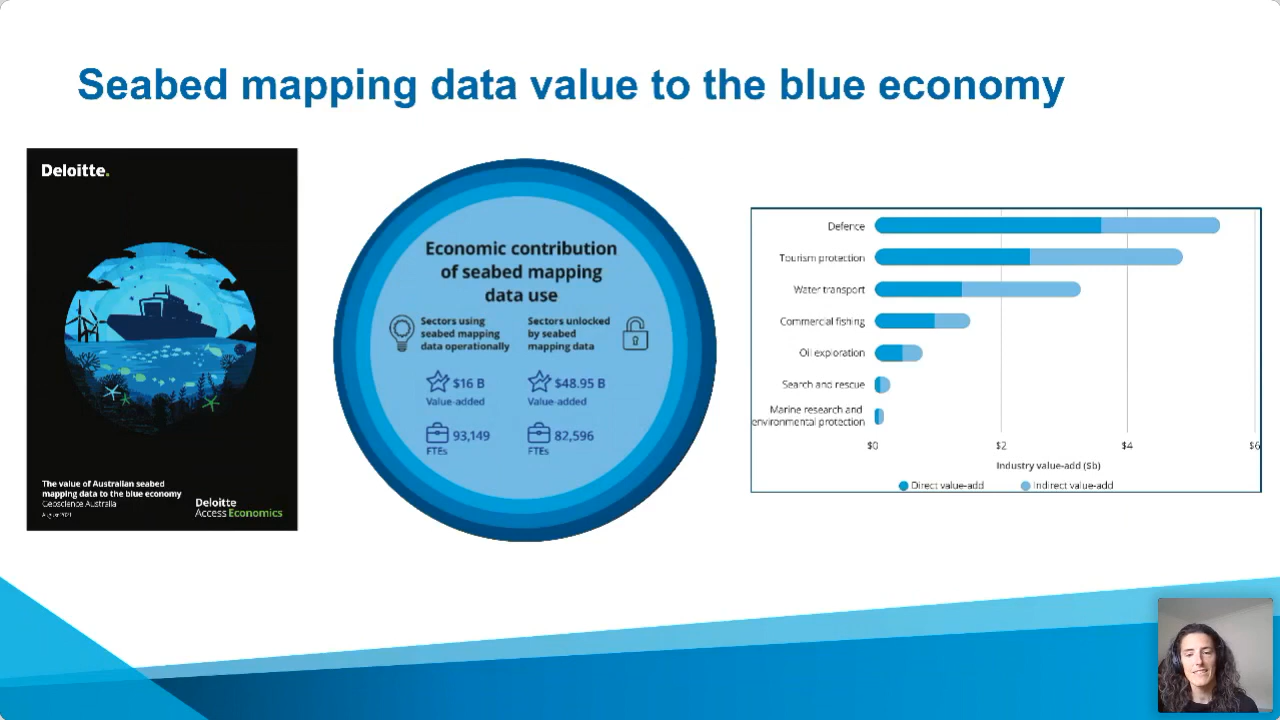 Seabed mapping data value to the blue economy
Deloitte.
The value of Australian seabed
mapping data to the blue economy
Geoscience Australia
August 2021
Deloitte
Access Economics
Economic contribution
of seabed mapping
data use
Sectors using
seabed mapping
data operationally
$16 B
Value-added
93,149
FTEs
Sectors unlocked
by seabed
mapping data
$48.95 B
Value-added
82,596
FTEs
Defence
Tourism protection
Water transport
Commercial fishing
Oil exploration
Search and rescue
Marine research and
environmental protection
$0 $2 $4 $6
Industry value-add ($b)
Direct value-add Indirect value-add